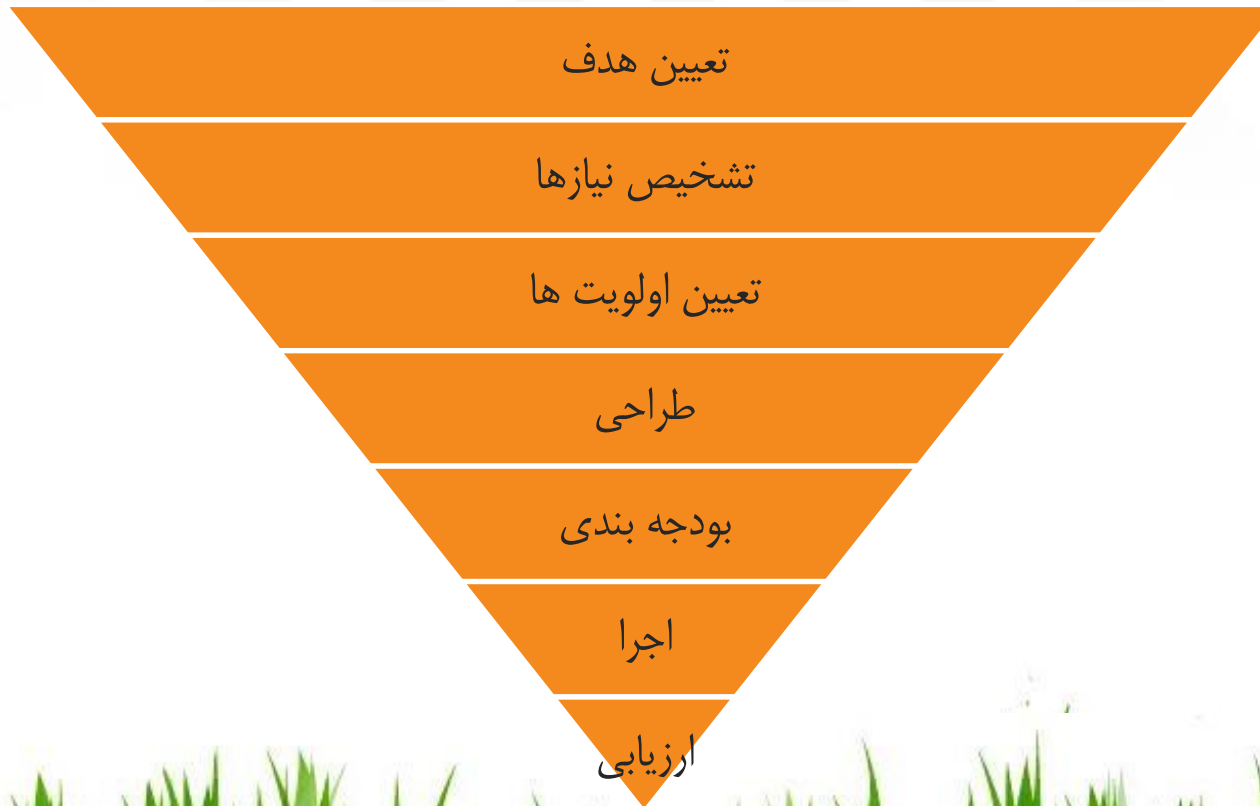 تعیین هدف
تشخیص نیازها
تعیین اولویت ها
طراحی
بودجه بندی
اجرا
ارزیابی